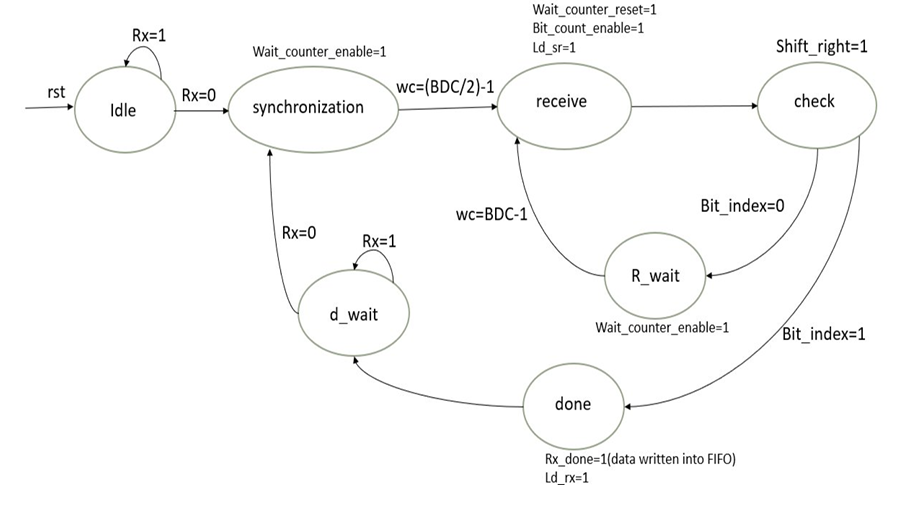 Wait_counter_reset=1
Bit_count_enable=1
Ld_sr=1
Rx=1
Wait_counter_enable=1
Shift_right=1
rst
Idle
Rx=0
synchronization
wc=(BDC/2)-1
receive
check
wc=BDC-1
Bit_index=0
Rx=0
Rx=1
R_wait
d_wait
Wait_counter_enable=1
Bit_index=1
done
Rx_done=1(data written into FIFO)
Ld_rx=1